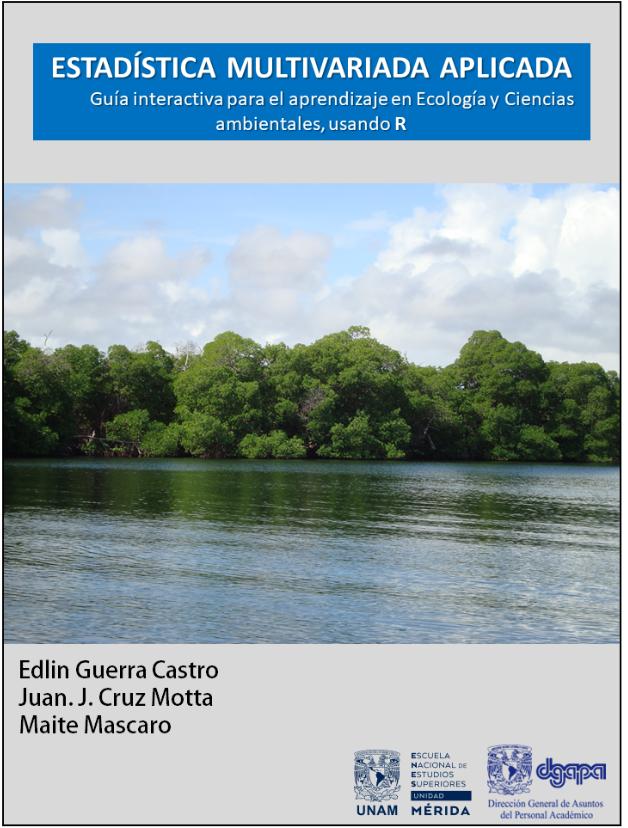 ESTADÍSTICA MULTIVARIADA APLICADA
Guía interactiva para el aprendizaje en Ecología y Ciencias
ambientales, usando R
Edlin Guerra Castro
Juan. J. Cruz Motta
Maite Mascaro
UNAM
ESCUELA
NACIONAL DE
ESTUDIOS
SUPERIORES
UNIDAD
MÉRIDA
dgapa
Dirección General de Asuntos
del Personal Académico